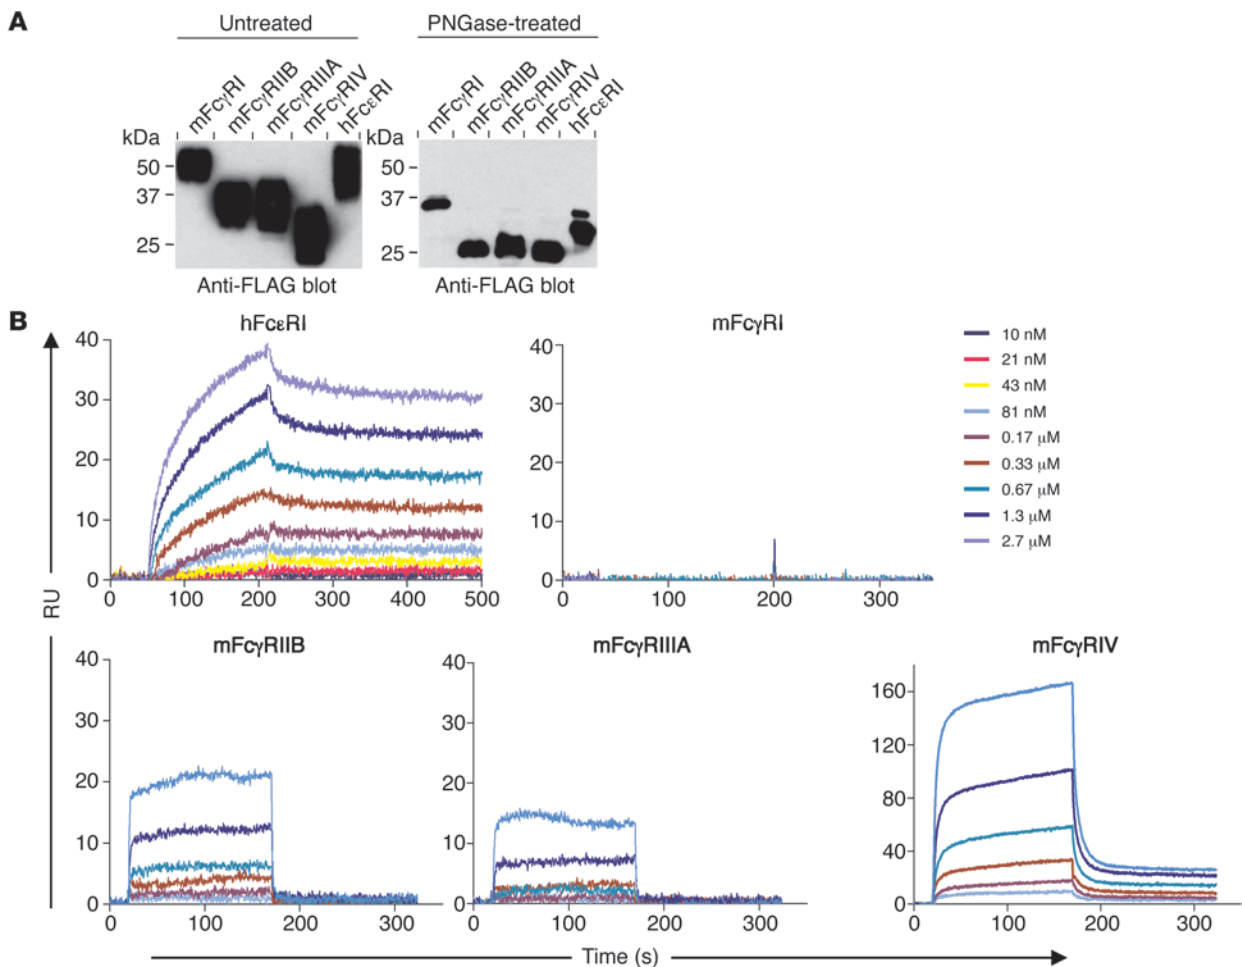 A
Untreated
PNGase-treated
mFcγRI
mFcγRIIB
mFcγRIIIA
mFcγRIV
hFcεRI
mFcγRI
mFcγRIIB
mFcγRIIIA
mFcγRIV
hFcεRI
kDa
50
37
25
kDa
50
37
25
Anti-FLAG blot
Anti-FLAG blot
B
hFcεRI
40
30
20
10
0
0 100 200 300 400 500
mFcγRI
40
30
20
10
0
0 100 200 300
10 nM
21 nM
43 nM
81 nM
0.17 μM
0.33 μM
0.67 μM
1.3 μM
2.7 μM
RU
mFcγRIIB
40
30
20
10
0
0 100 200 300
mFcγRIIIA
40
30
20
10
0
0 100 200 300
mFcγRIV
160
120
80
40
0
0 100 200 300
Time (s)